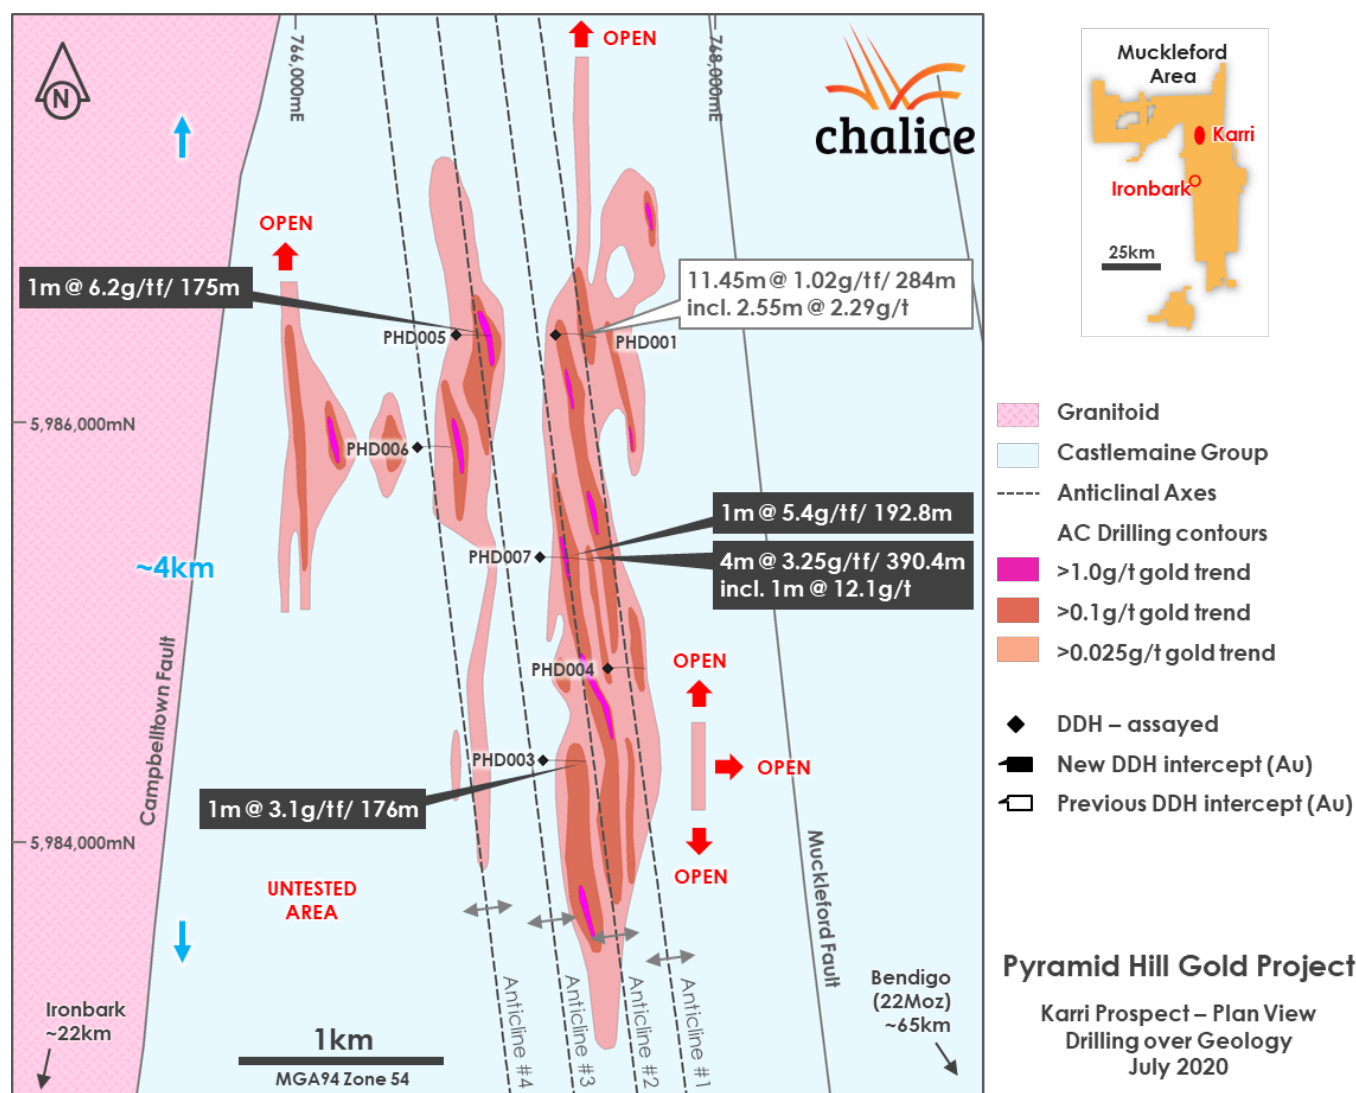 N
766,000mE
OPEN
768,000mE
chalice
OPEN
1m @ 6.2g/tf/ 175m
11.45m @ 1.02g/tf/ 284m
incl. 2.55m @ 2.29g/t
PHD005
PHD001
5,986,000mN
PHD006
1m @ 5.4g/tf/ 192.8m
PHD007
4m @ 3.25g/tf/ 390.4m
incl. 1m @ 12.1g/t
~4km
Campbelltown Fault
PHD004
OPEN
PHD003
OPEN
1m @ 3.1g/tf/ 176m
5,984,000mN
OPEN
Muckleford Fault
UNTESTED
AREA
Anticline #4
Anticline #3
Anticline #2
Anticline #1
Ironbark
~22km
1km
MGA94 Zone 54
Bendigo
(22Moz)
~65km
Muckleford
Area
Karri
Ironbark
25km
Granitoid
Castlemaine Group
Anticlinal Axes
AC Drilling contours
>1.0g/t gold trend
>0.1g/t gold trend
>0.025g/t gold trend
DDH – assayed
New DDH intercept (Au)
Previous DDH intercept (Au)
Pyramid Hill Gold Project
Karri Prospect – Plan View
Drilling over Geology
July 2020